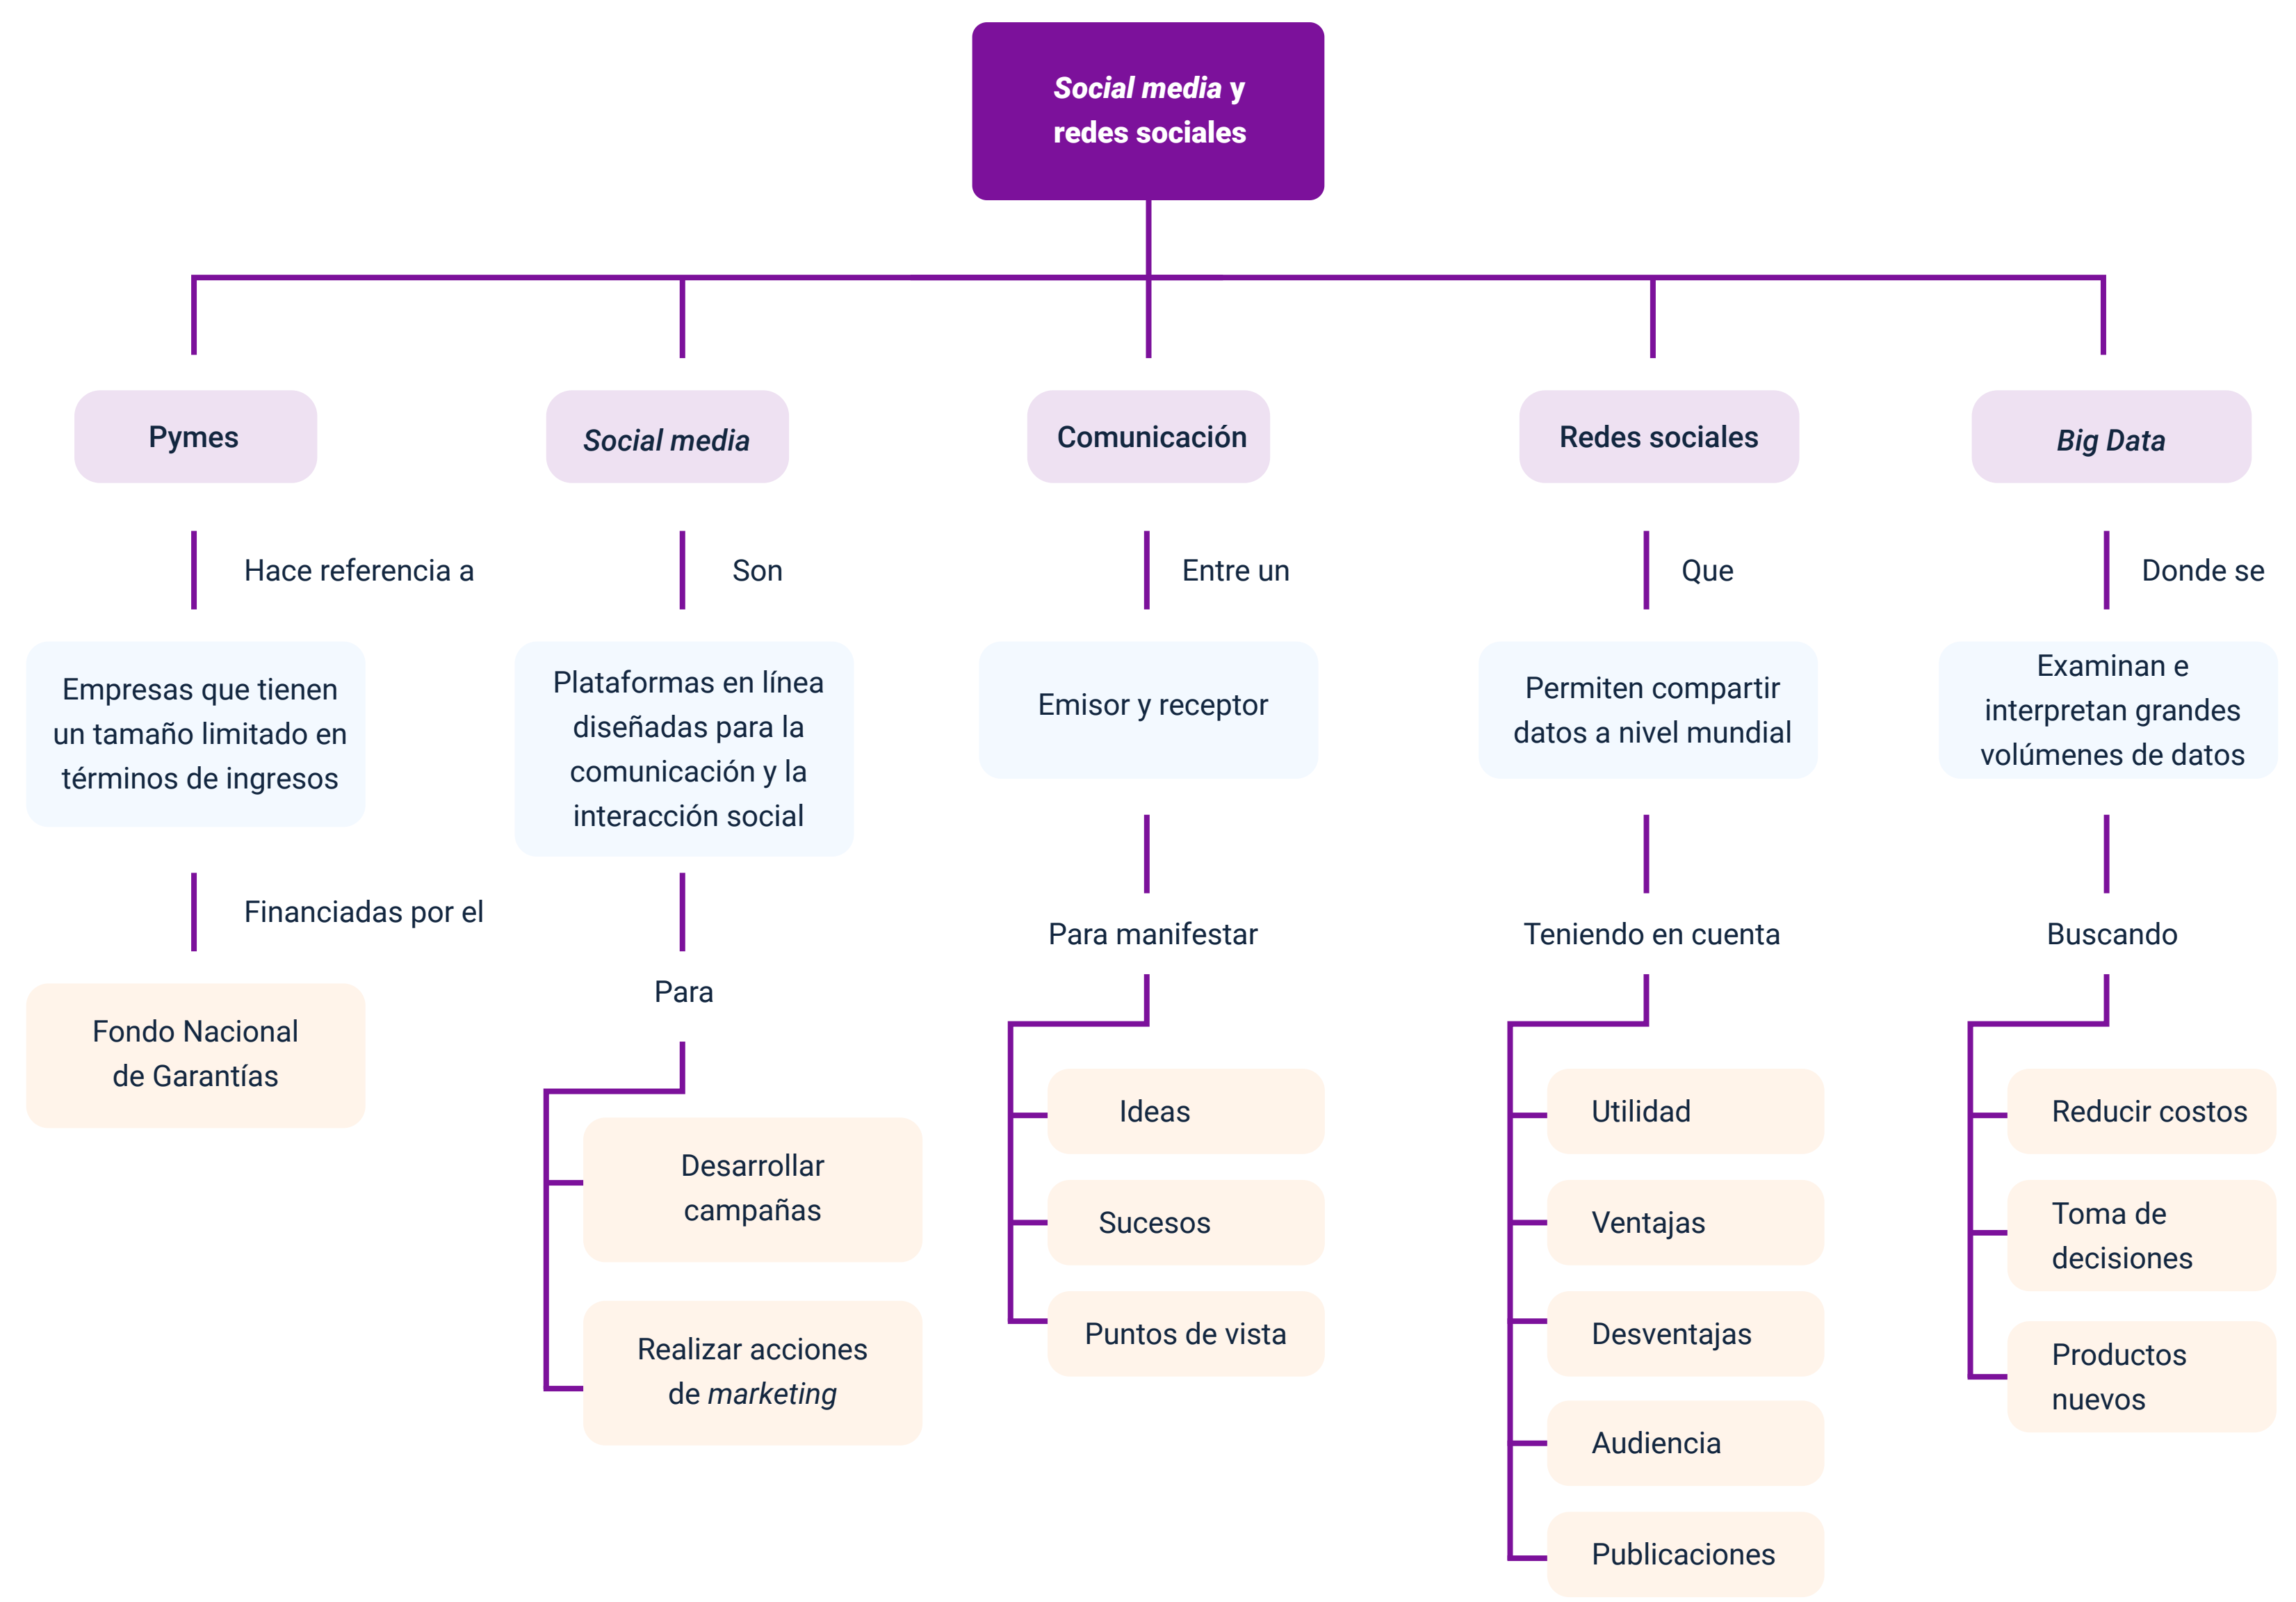 Social media y
redes sociales
Pymes
Hace referencia a
Empresas que tienen
un tamaño limitado en
términos de ingresos
Financiadas por el
Fondo Nacional
de Garantías
Social media
Son
Plataformas en línea
diseñadas para la
comunicación y la
interacción social
Para
Desarrollar
campañas
Realizar acciones
de marketing
Comunicación
Entre un
Emisor y receptor
Para manifestar
Ideas
Sucesos
Puntos de vista
Redes sociales
Que
Permiten compartir
datos a nivel mundial
Teniendo en cuenta
Utilidad
Ventajas
Desventajas
Audiencia
Publicaciones
Big Data
Donde se
Examinan e
interpretan grandes
volúmenes de datos
Buscando
Reducir costos
Toma de
decisiones
Productos
nuevos